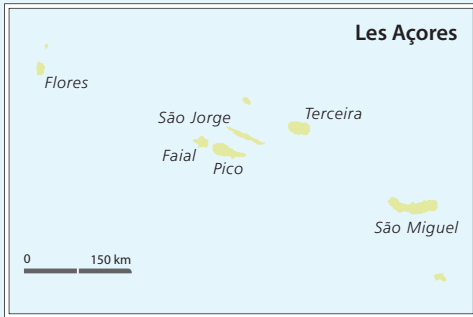 Les Açores
Flores
São Jorge
Terceira
Faial
Pico
São Miguel
0 150 km